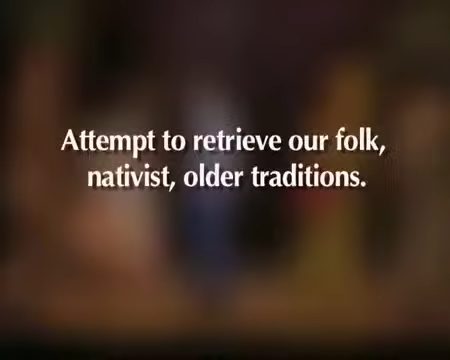 Attempt to retrieve our folk,
nativist, older traditions.